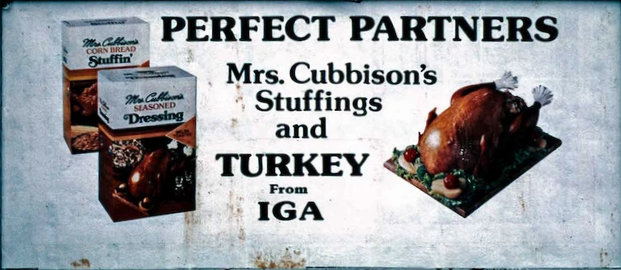 PERFECT PARTNERS
Mrs. Cubbison's
Stuffings
and
TURKEY
From
IGA
Mrs. Cubbison's
CORN BREAD
Stuffin'
Mrs. Cubbison's
SEASONED
Dressing